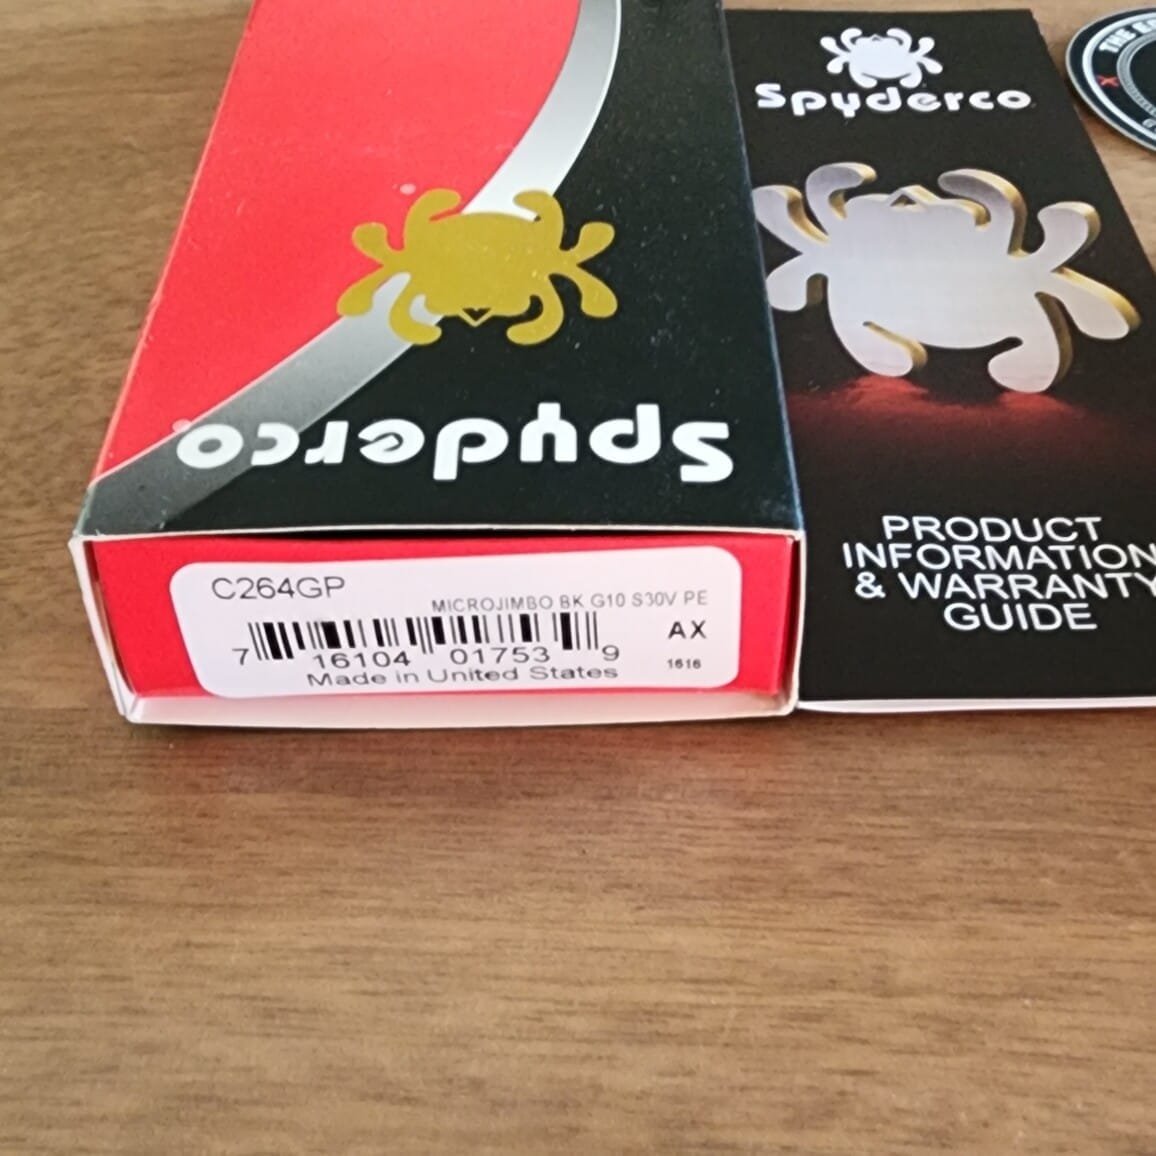 Spyderco
Spyderco
PRODUCT
INFORMATION
& WARRANTY
GUIDE
C264GP
MICROJIMBO BK G10 S30V PE
AX
7 16104 01753 9
1616
Made in United States
THE